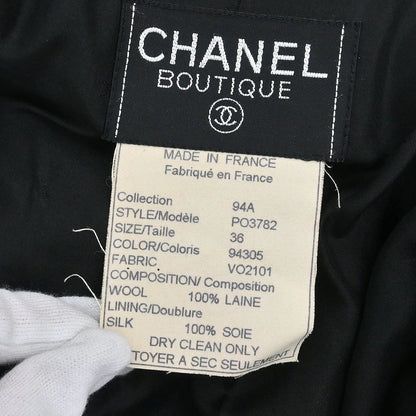 CHANEL
BOUTIQUE
MADE IN FRANCE
Fabriqué en France
Collection 94A
STYLE/Modèle PO3782
SIZE/Taille 36
COLOR/Coloris 94305
FABRIC VO2101
COMPOSITION/ Composition
WOOL 100% LAINE
LINING/Doublure
SILK 100% SOIE
DRY CLEAN ONLY
TOYER A SEC SEULEMENT